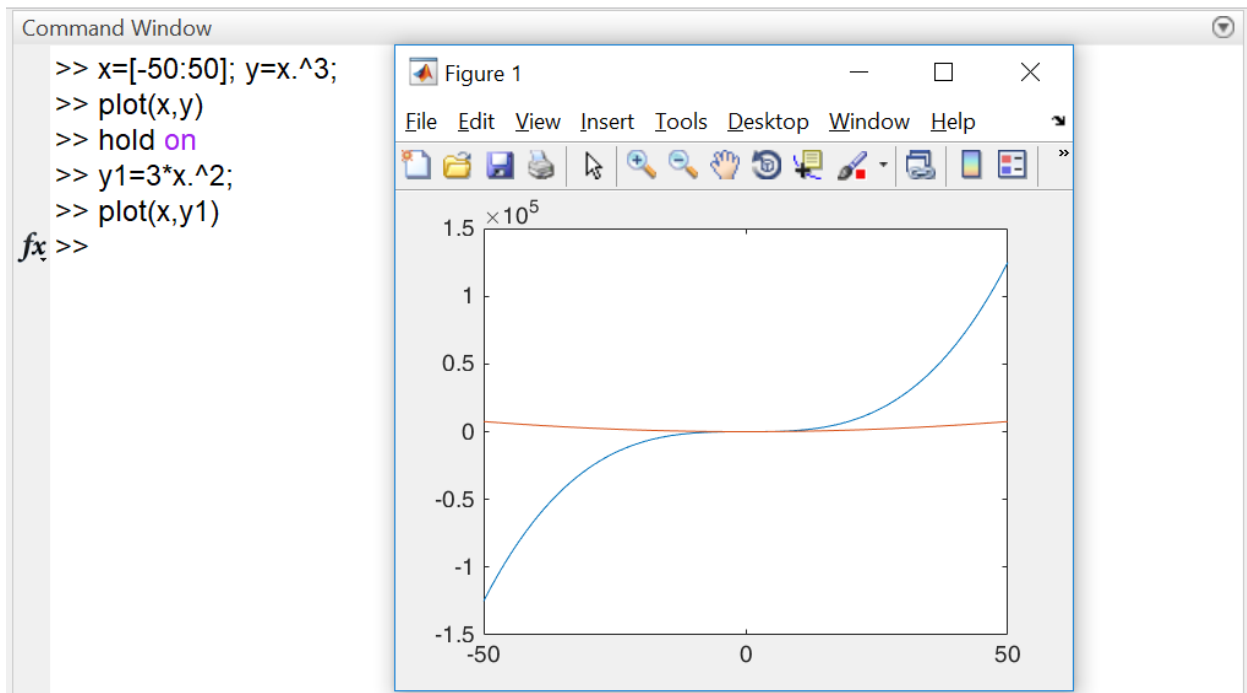 Command Window
>> x=[-50:50]; y=x.^3;
>> plot(x,y)
>> hold on
>> y1=3*x.^2;
>> plot(x,y1)
fx >>
Figure 1
File Edit View Insert Tools Desktop Window Help
»
×10^5
1.5
1
0.5
0
-0.5
-1
-1.5
-50 0 50